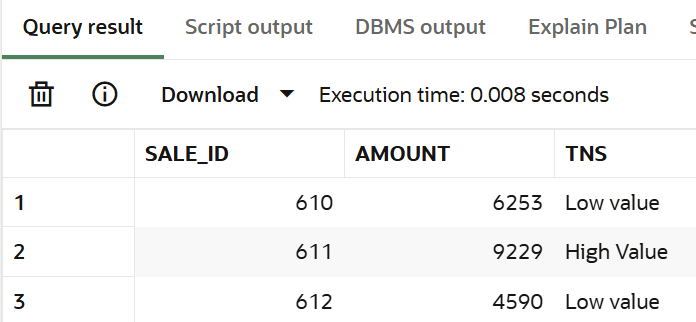 Query result Script output DBMS output Explain Plan S
Download Execution time: 0.008 seconds
SALE_ID AMOUNT TNS
1 610 6253 Low value
2 611 9229 High Value
3 612 4590 Low value